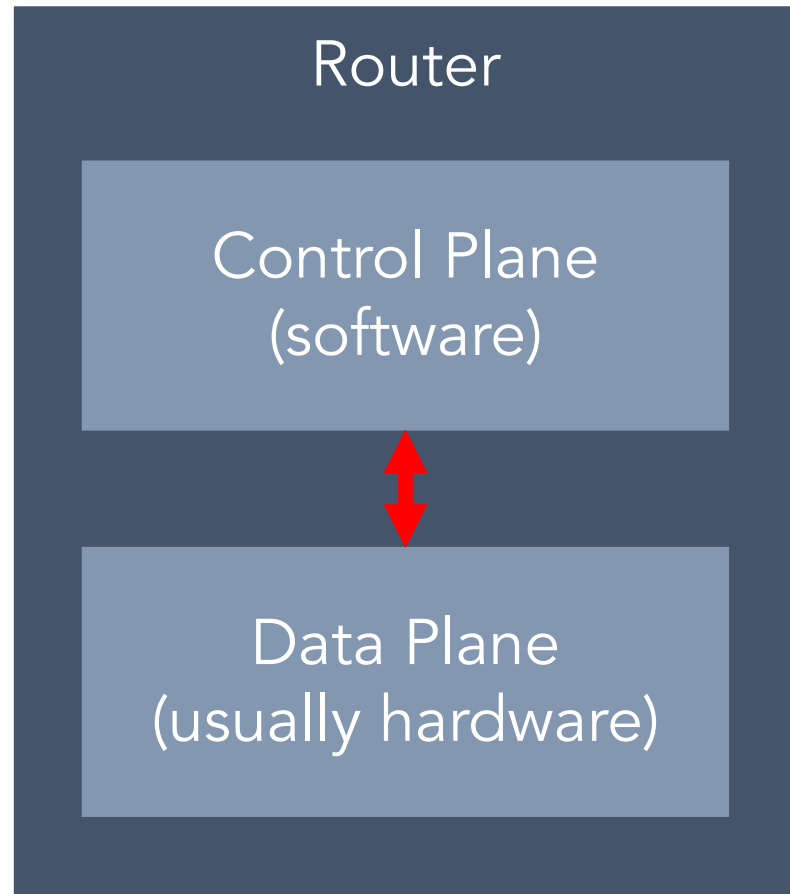 Router
Control Plane
(software)
Data Plane
(usually hardware)